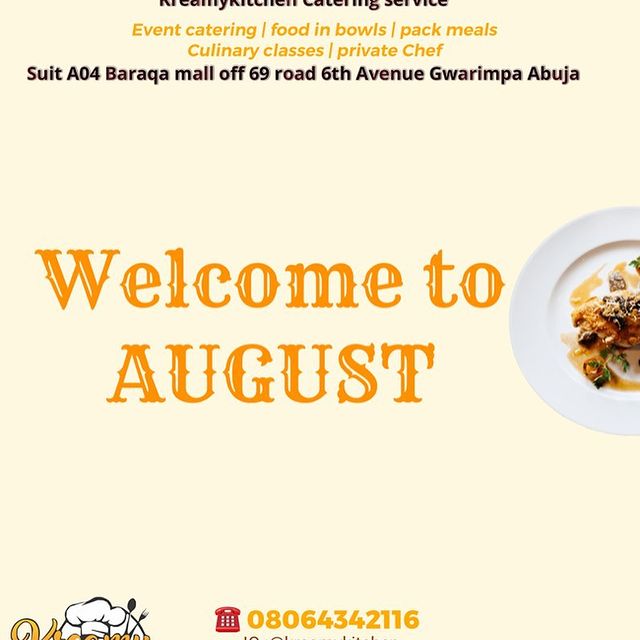 Kreamykitchen Catering service
Event catering | food in bowls | pack meals
Culinary classes | private Chef
Suit A04 Baraqa mall off 69 road 6th Avenue Gwarimpa Abuja
Welcome to
AUGUST
Kreamy
08064342116